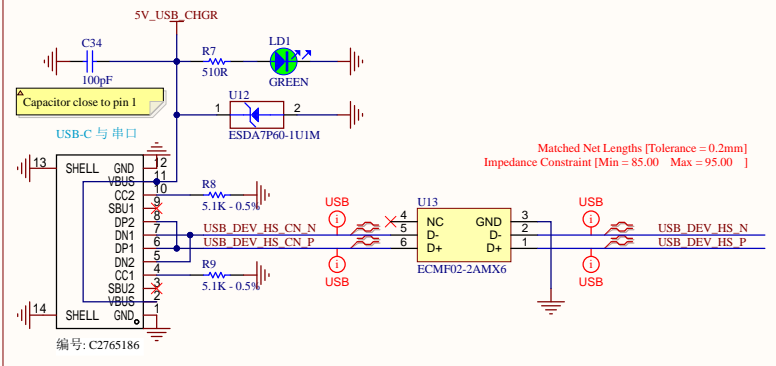 5V_USB_CHGR
C34
100pF
R7
510R
LD1
GREEN
Capacitor close to pin 1
U12
1
2
ESDA7P60-1U1M
USB-C 与 串口
Matched Net Lengths [Tolerance = 0.2mm]
Impedance Constraint [Min = 85.00 Max = 95.00 ]
13 SHELL GND 12
VBUS 11
CC2 10
SBU1 9
DP2 8
DN1 7
DP1 6
DN2 5
CC1 4
SBU2 3
VBUS 2
14 SHELL GND 1
R8
5.1K - 0.5%
R9
5.1K - 0.5%
USB_DEV_HS_CN_N
USB_DEV_HS_CN_P
USB
i
i
USB
U13
4 NC GND 3
5 D- D- 2
6 D+ D+ 1
ECMF02-2AMX6
USB
i
i
USB
USB_DEV_HS_N
USB_DEV_HS_P
编号: C2765186